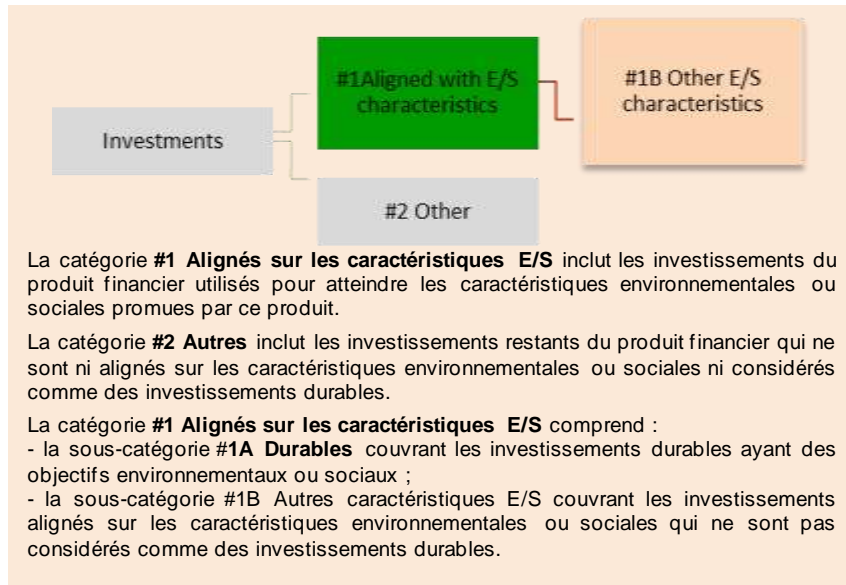 #1Aligned with E/S
characteristics
#1B Other E/S
characteristics
Investments
#2 Other
La catégorie #1 Alignés sur les caractéristiques E/S inclut les investissements du
produit financier utilisés pour atteindre les caractéristiques environnementales ou
sociales promues par ce produit.
La catégorie #2 Autres inclut les investissements restants du produit financier qui ne
sont ni alignés sur les caractéristiques environnementales ou sociales ni considérés
comme des investissements durables.
La catégorie #1 Alignés sur les caractéristiques E/S comprend :
- la sous-catégorie #1A Durables couvrant les investissements durables ayant des
objectifs environnementaux ou sociaux ;
- la sous-catégorie #1B Autres caractéristiques E/S couvrant les investissements
alignés sur les caractéristiques environnementales ou sociales qui ne sont pas
considérés comme des investissements durables.